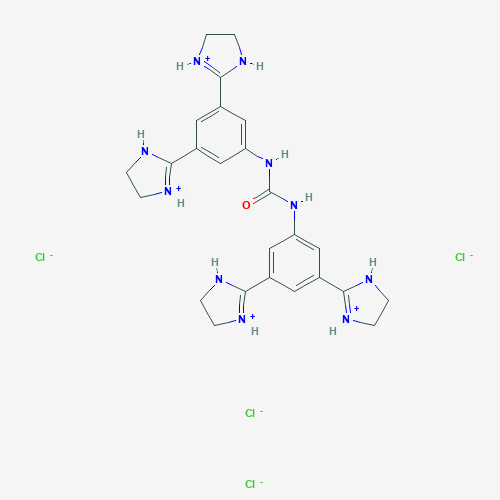 H N + N H
H N
N + H
N H
O N H
Cl - Cl -
H N N H
N + H N + H
Cl -
Cl -